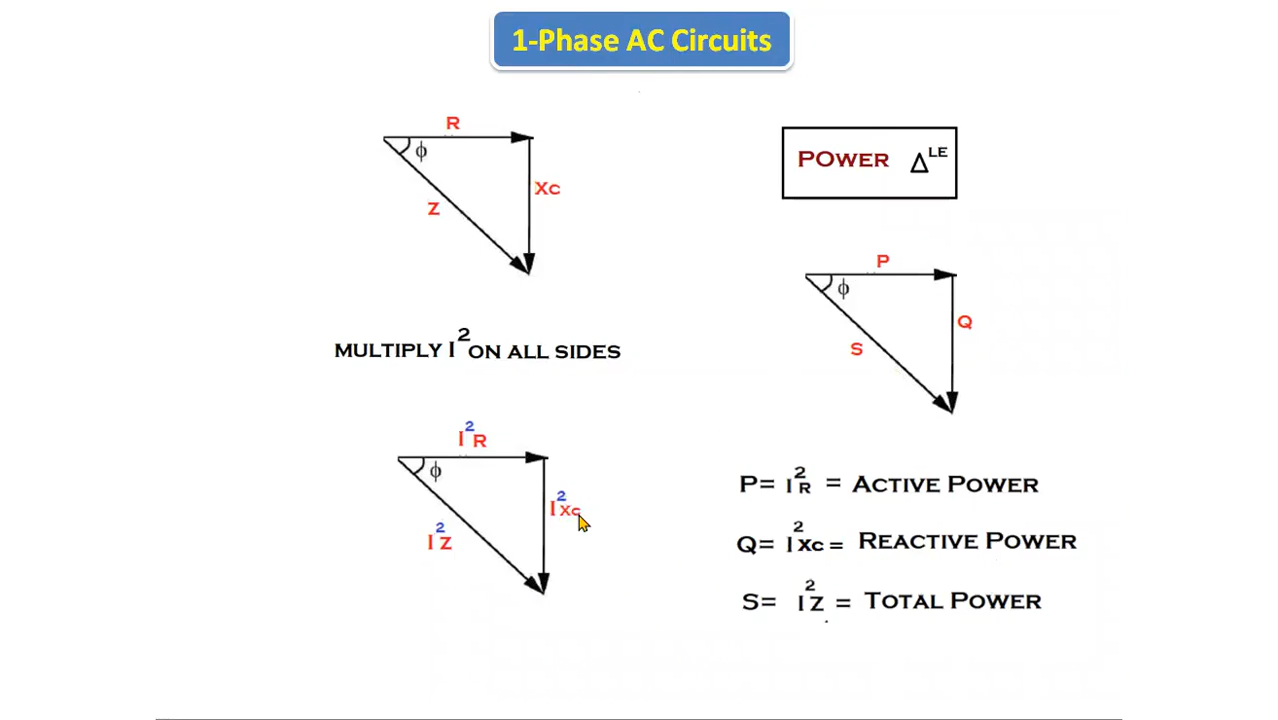 1-Phase AC Circuits
R
ϕ
Xc
Z
POWER Δ^LE
P
ϕ
Q
S
MULTIPLY I² ON ALL SIDES
I²R
ϕ
I²Xc
I²Z
P= I²R = ACTIVE POWER
Q= I²Xc = REACTIVE POWER
S= I²Z = TOTAL POWER